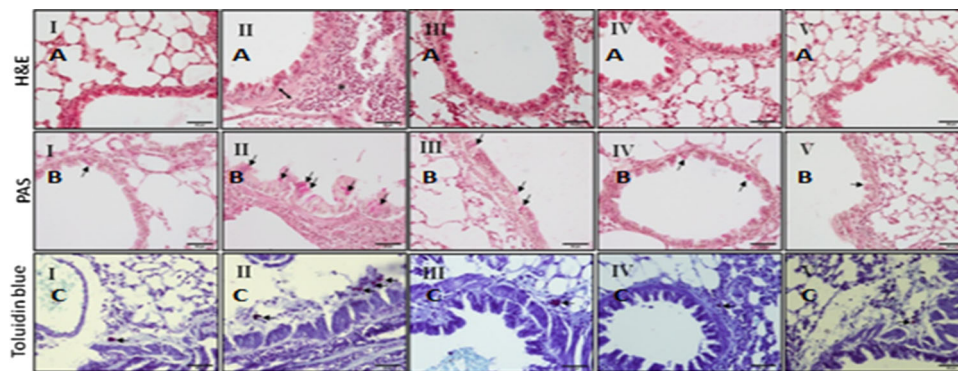 I II III IV V
H&E A A A A A
I II III IV V
PAS B B B B B
I II III IV V
Toluidin blue C C C C C